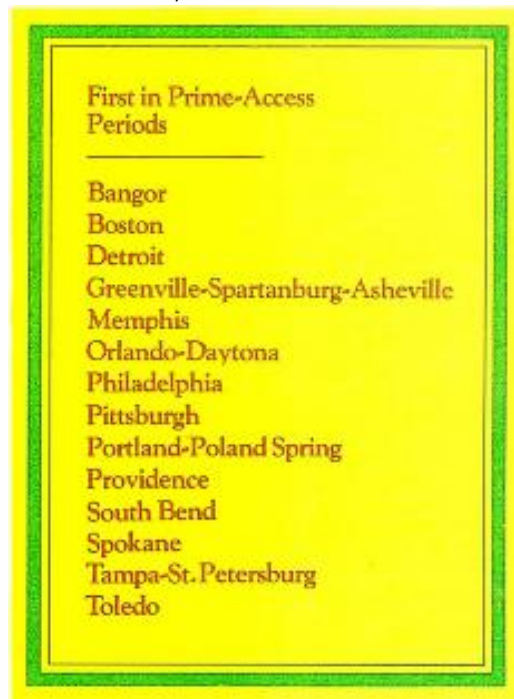 First in Prime-Access
Periods
Bangor
Boston
Detroit
Greenville-Spartanburg-Asheville
Memphis
Orlando-Daytona
Philadelphia
Pittsburgh
Portland-Poland Spring
Providence
South Bend
Spokane
Tampa-St. Petersburg
Toledo